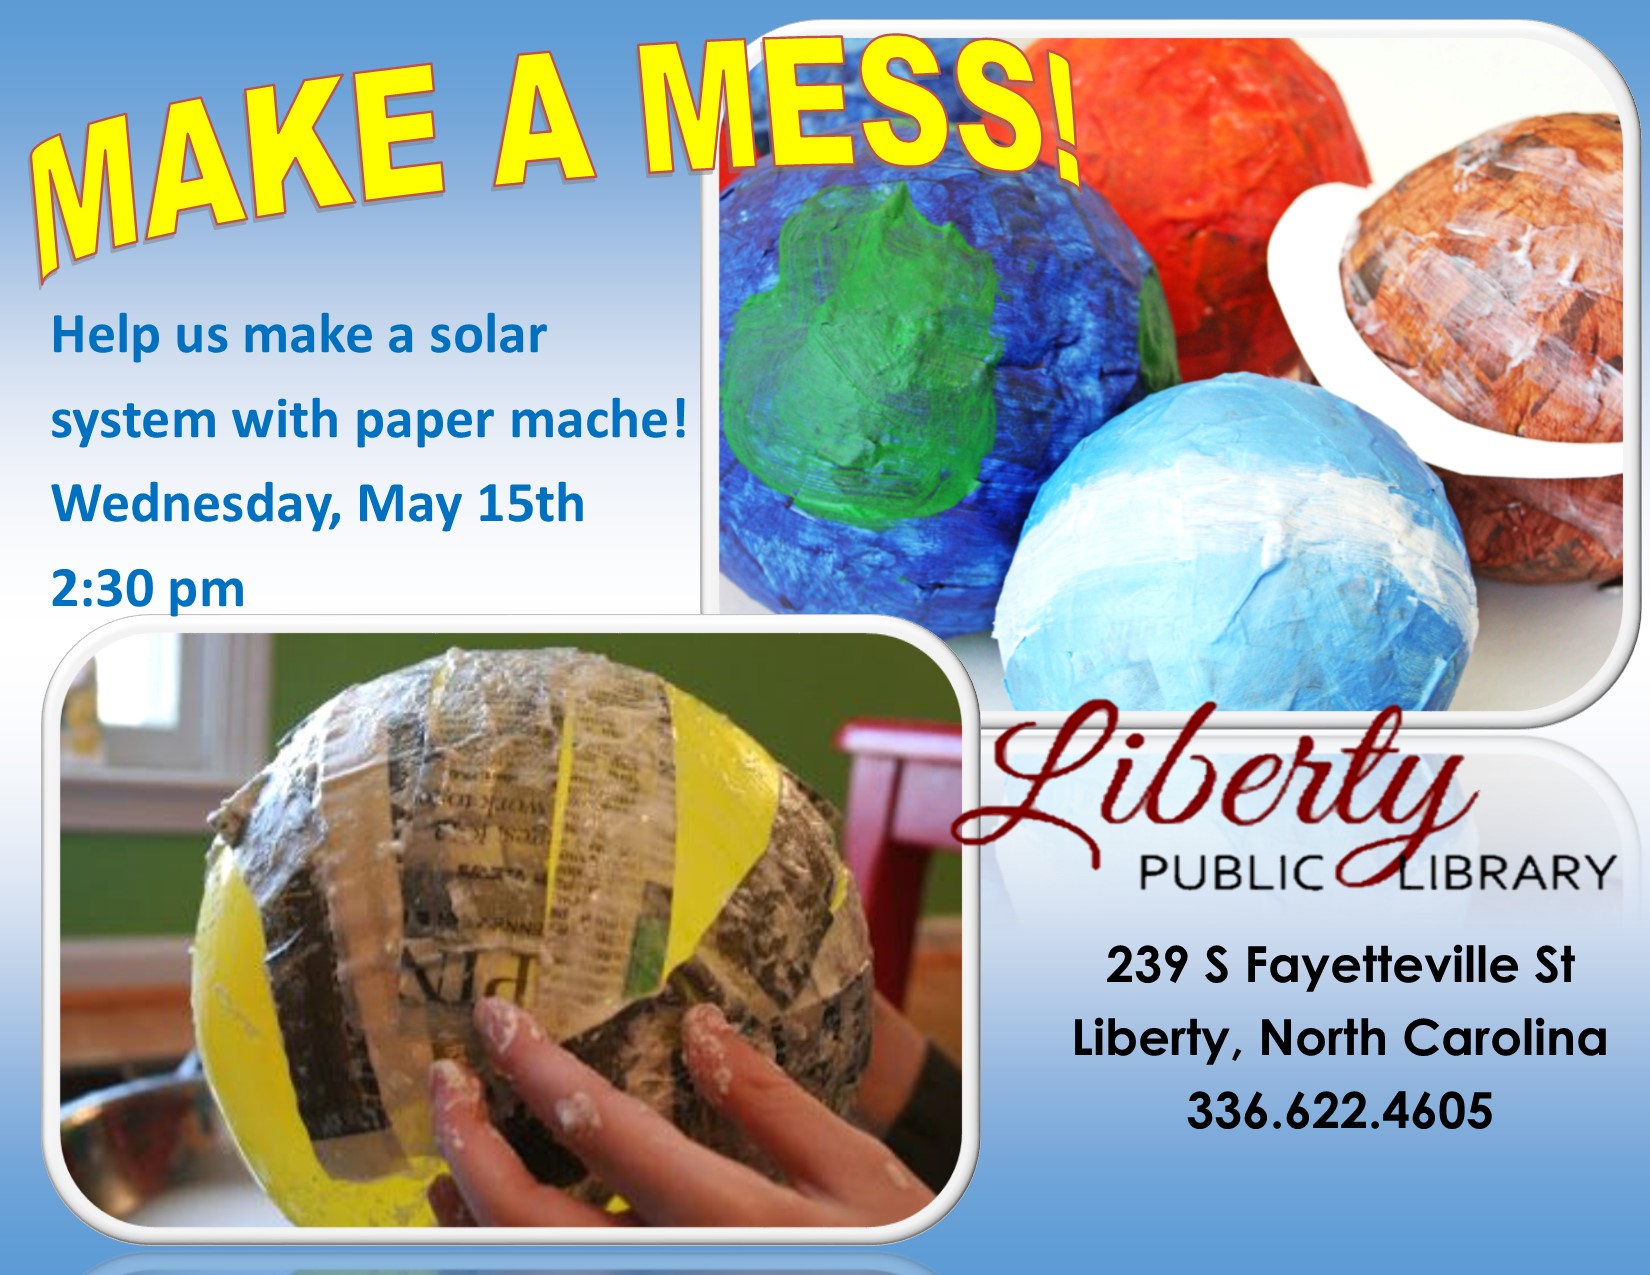 MAKE A MESS!
Help us make a solar
system with paper mache!
Wednesday, May 15th
2:30 pm
Liberty
PUBLIC LIBRARY
239 S Fayetteville St
Liberty, North Carolina
336.622.4605